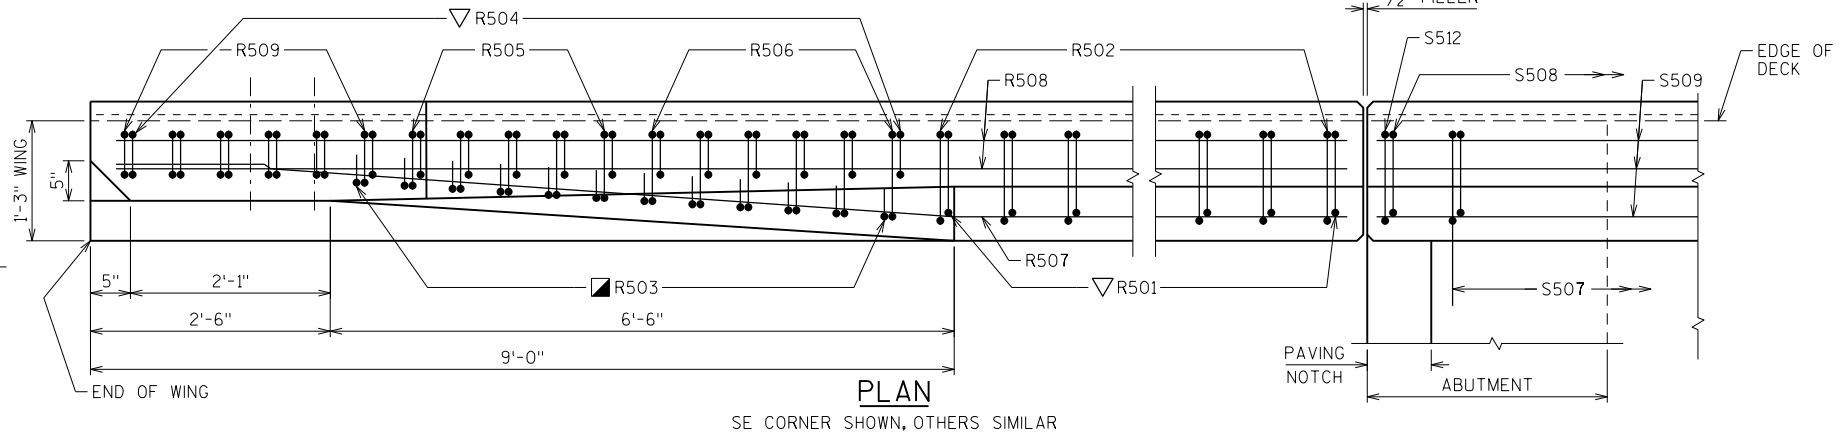 ▽ R504
1/2" FILLER
R509
R505
R506
R502
S512
EDGE OF
DECK
R508
S508
S509
1'-3" WING
5"
R507
R503
▽ R501
S507
5"
2'-1"
2'-6"
6'-6"
9'-0"
PAVING
NOTCH
ABUTMENT
END OF WING
PLAN
SE CORNER SHOWN, OTHERS SIMILAR